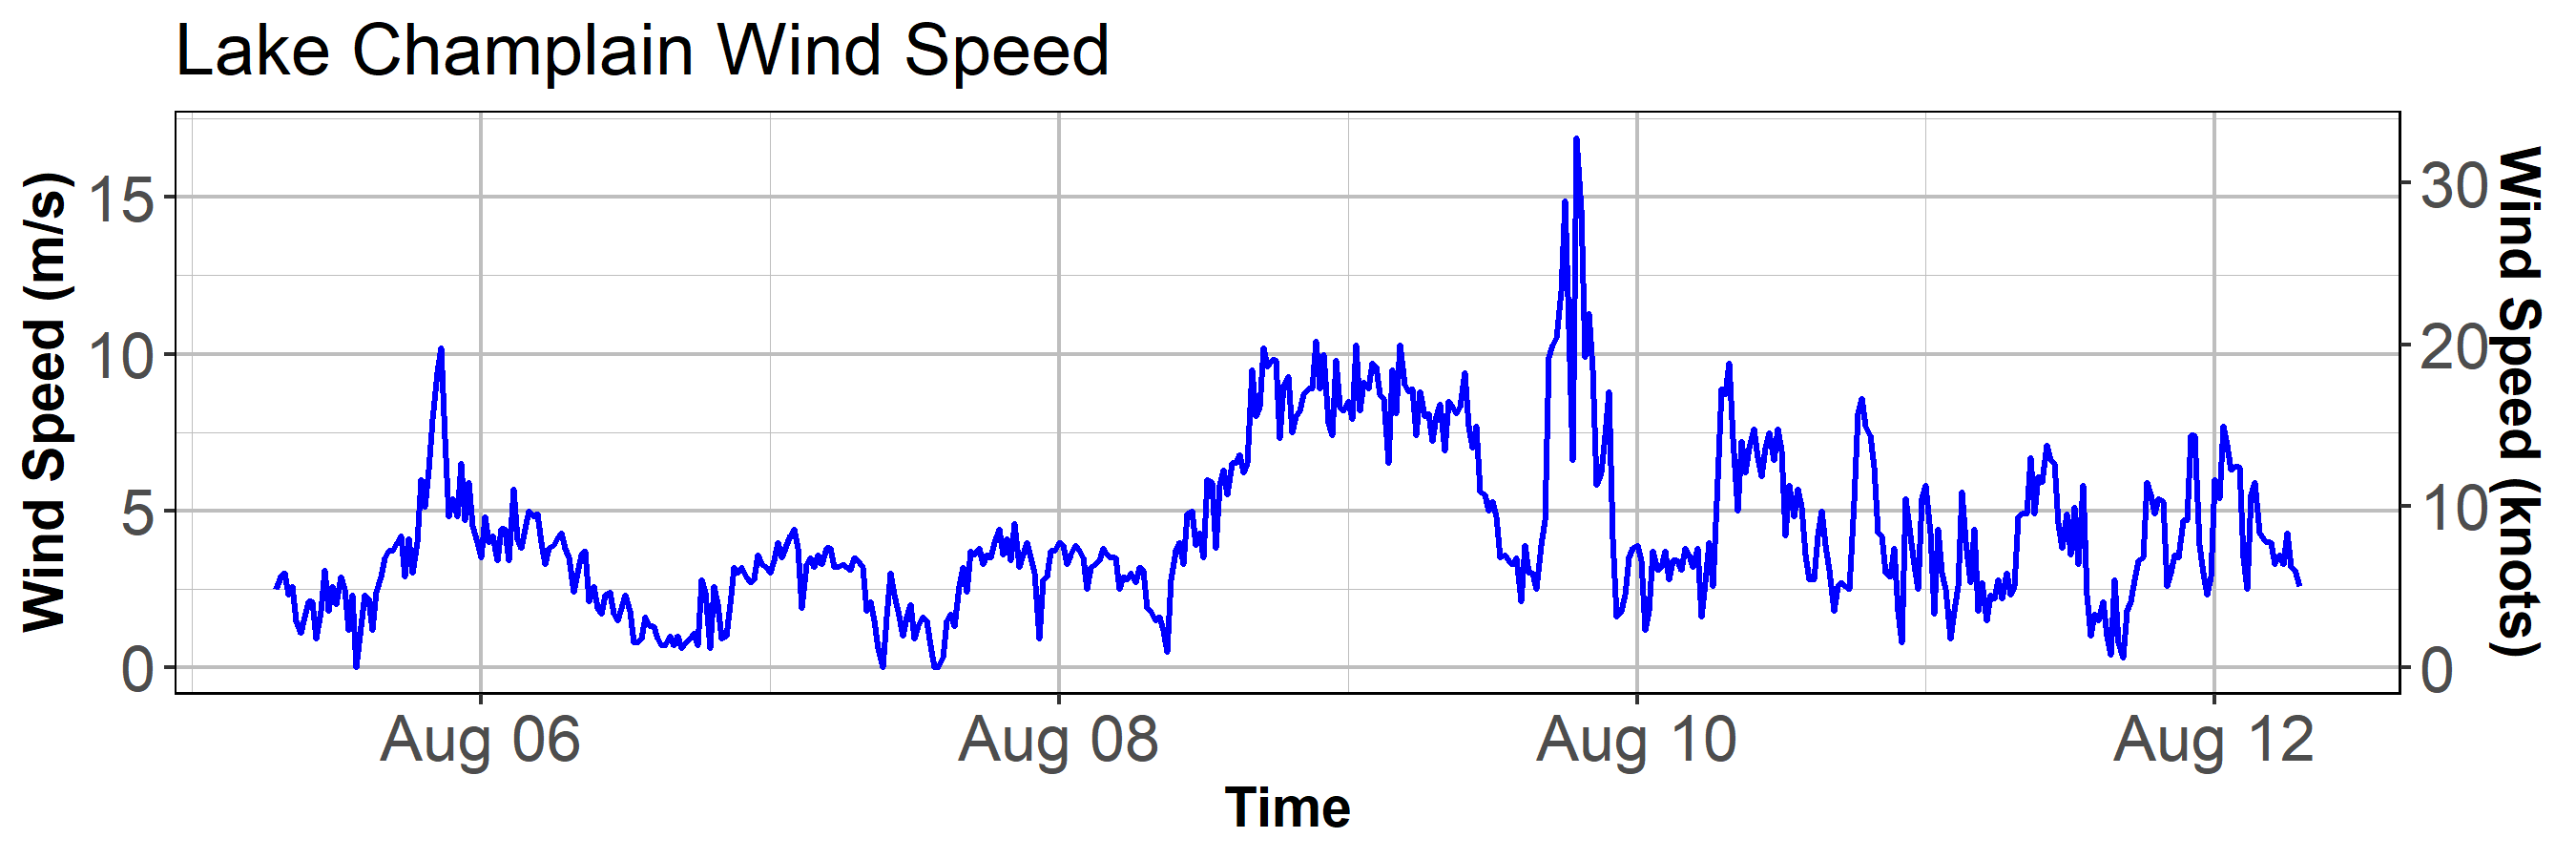 Lake Champlain Wind Speed
Wind Speed (m/s)
15
10
5
0
30
20
10
0
Wind Speed (knots)
Aug 06 Aug 08 Aug 10 Aug 12
Time